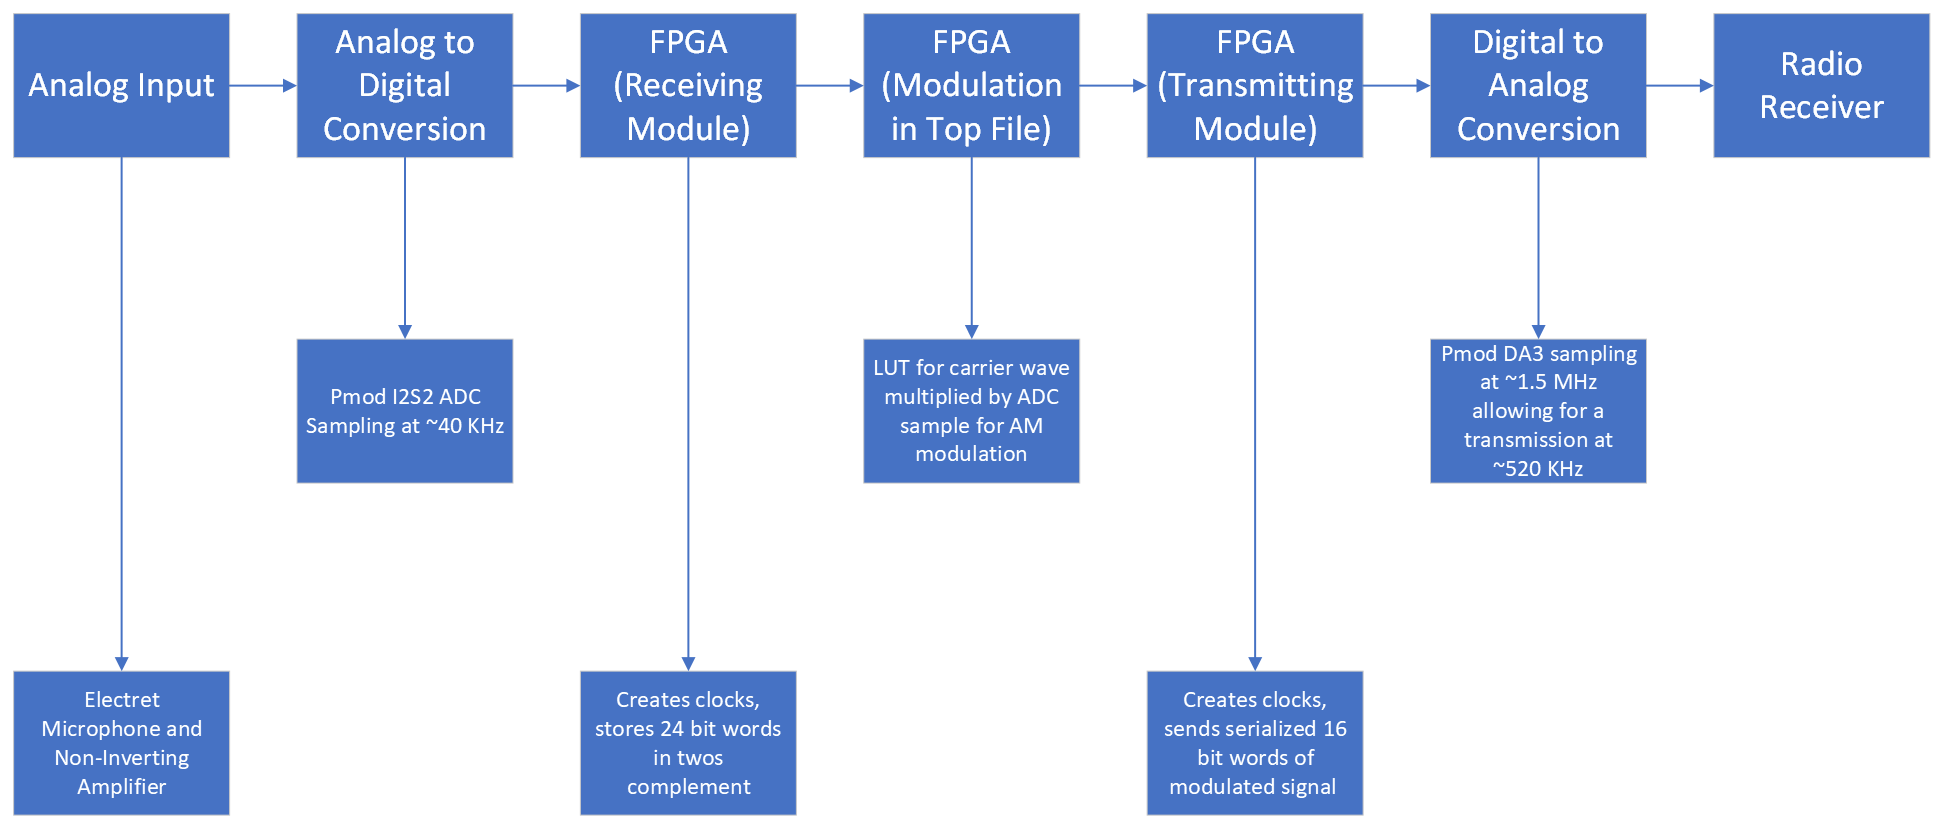 Analog Input
Analog to
Digital
Conversion
FPGA
(Receiving
Module)
FPGA
(Modulation
in Top File)
FPGA
(Transmitting
Module)
Digital to
Analog
Conversion
Radio
Receiver
Pmod I2S2 ADC
Sampling at ~40 KHz
LUT for carrier wave
multiplied by ADC
sample for AM
modulation
Pmod DA3 sampling
at ~1.5 MHz
allowing for a
transmission at
~520 KHz
Electret
Microphone and
Non-Inverting
Amplifier
Creates clocks,
stores 24 bit words
in twos
complement
Creates clocks,
sends serialized 16
bit words of
modulated signal